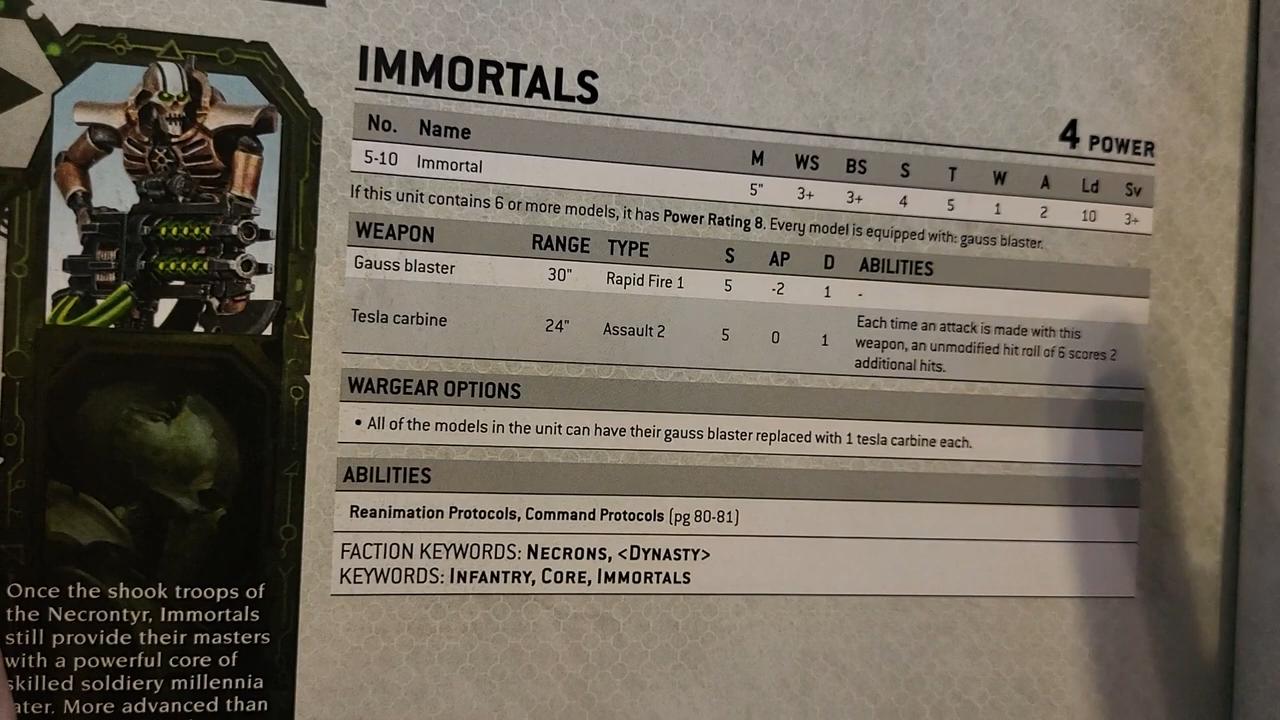 IMMORTALS
4 POWER
No. Name M WS BS S T W A Ld Sv
5-10 Immortal 5" 3+ 3+ 4 5 1 2 10 3+
If this unit contains 6 or more models, it has Power Rating 8. Every model is equipped with: gauss blaster.
WEAPON RANGE TYPE S AP D ABILITIES
Gauss blaster 30" Rapid Fire 1 5 -2 1 -
Tesla carbine 24" Assault 2 5 0 1 Each time an attack is made with this
weapon, an unmodified hit roll of 6 scores 2
additional hits.
WARGEAR OPTIONS
• All of the models in the unit can have their gauss blaster replaced with 1 tesla carbine each.
ABILITIES
Reanimation Protocols, Command Protocols (pg 80-81)
FACTION KEYWORDS: NECRONS, <DYNASTY>
KEYWORDS: INFANTRY, CORE, IMMORTALS
Once the shook troops of
the Necrontyr, Immortals
still provide their masters
with a powerful core of
skilled soldiery millennia
ater. More advanced than